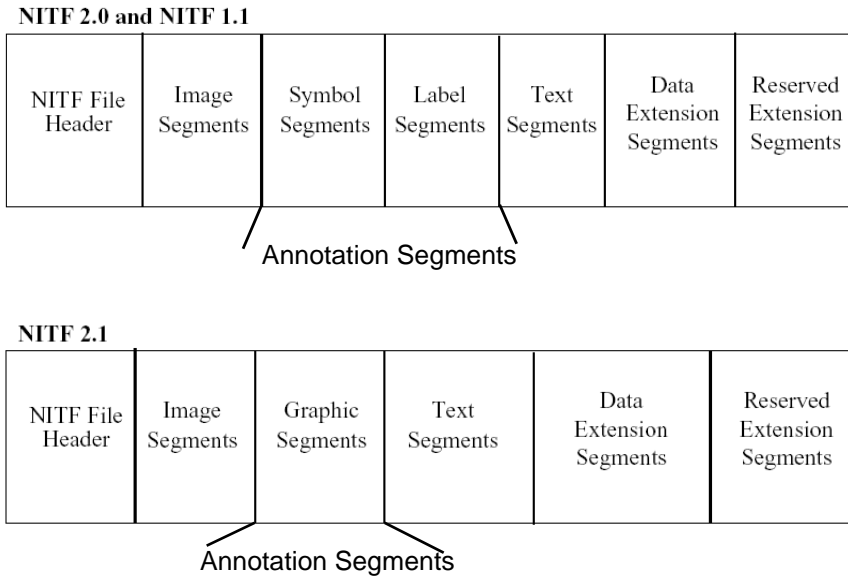 NITF 2.0 and NITF 1.1
NITF File
Header
Image
Segments
Symbol
Segments
Label
Segments
Text
Segments
Data
Extension
Segments
Reserved
Extension
Segments
Annotation Segments
NITF 2.1
NITF File
Header
Image
Segments
Graphic
Segments
Text
Segments
Data
Extension
Segments
Reserved
Extension
Segments
Annotation Segments